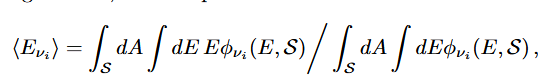 ⟨E_{ν_i}⟩ = ∫_S dA ∫ dE E ϕ_{ν_i}(E, S) / ∫_S dA ∫ dE ϕ_{ν_i}(E, S) ,